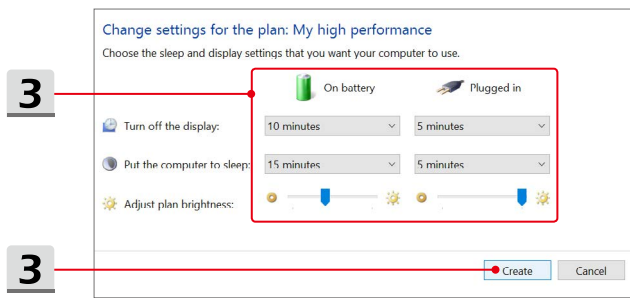 Change settings for the plan: My high performance
Choose the sleep and display settings that you want your computer to use.
On battery Plugged in
3
Turn off the display: 10 minutes 5 minutes
Put the computer to sleep: 15 minutes 5 minutes
Adjust plan brightness:
3
Create Cancel